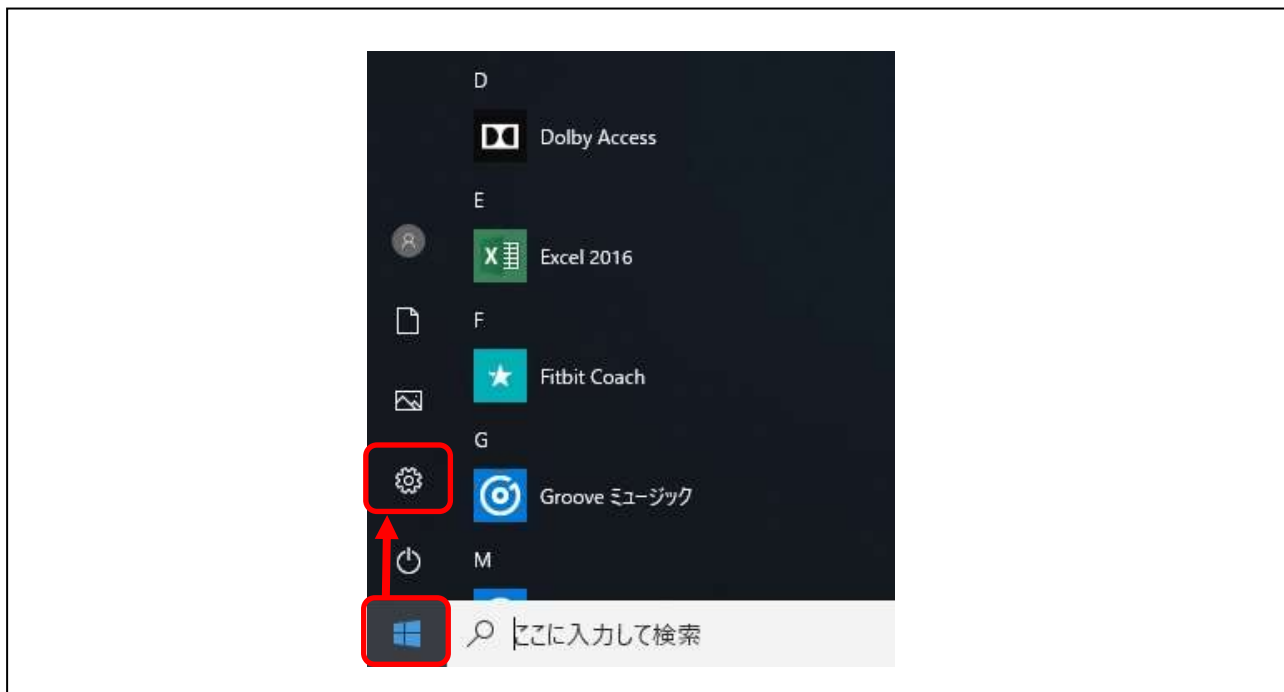 D
Dolby Access
E
Excel 2016
F
Fitbit Coach
G
Groove ミュージック
M
ここに入力して検索